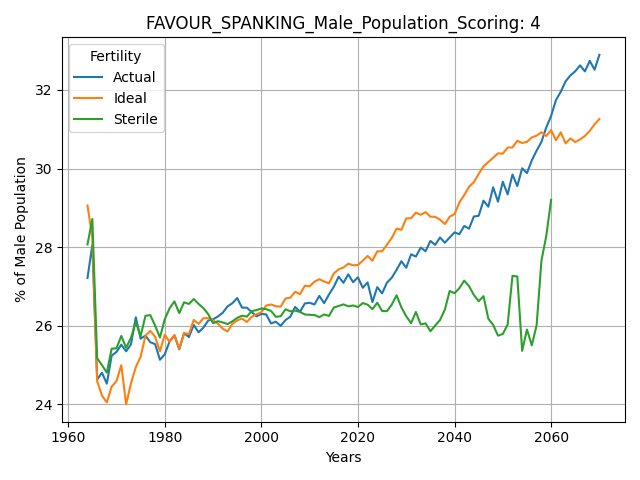 FAVOUR_SPANKING_Male_Population_Scoring: 4
Fertility
Actual
Ideal
Sterile
% of Male Population
32
30
28
26
24
1960
1980
2000
2020
2040
2060
Years